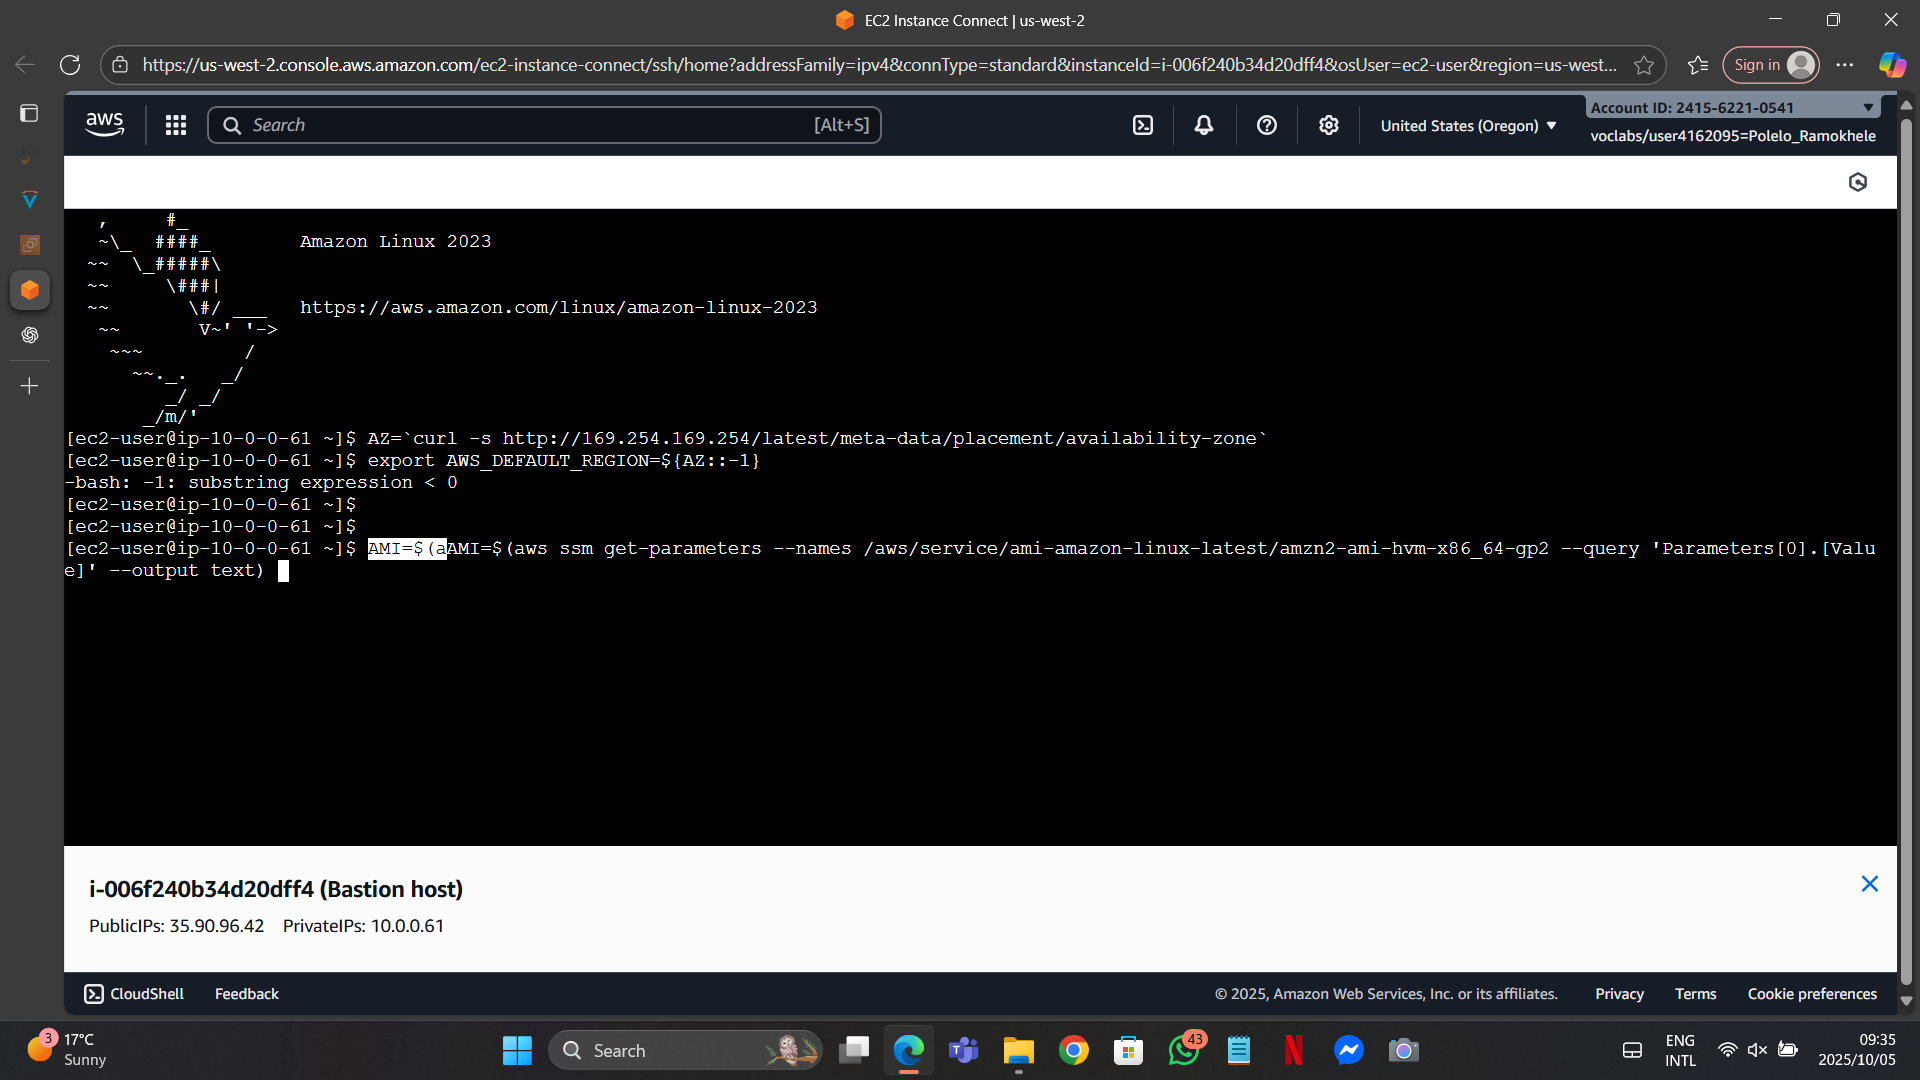 EC2 Instance Connect | us-west-2
https://us-west-2.console.aws.amazon.com/ec2-instance-connect/ssh/home?addressFamily=ipv4&connType=standard&instanceId=i-006f240b34d20dff4&osUser=ec2-user&region=us-west...
Sign in
aws
Search [Alt+S]
United States (Oregon)
Account ID: 2415-6221-0541
voclabs/user4162095=Polelo_Ramokhele
   ,     #_
   ~\_  ####_        Amazon Linux 2023
  ~~  \_#####\
  ~~     \###|
  ~~       \#/ ___   https://aws.amazon.com/linux/amazon-linux-2023
   ~~       V~' '->
    ~~~         /
      ~~._.   _/
         _/ _/
       _/m/'
[ec2-user@ip-10-0-0-61 ~]$ AZ=`curl -s http://169.254.169.254/latest/meta-data/placement/availability-zone`
[ec2-user@ip-10-0-0-61 ~]$ export AWS_DEFAULT_REGION=${AZ::-1}
-bash: -1: substring expression < 0
[ec2-user@ip-10-0-0-61 ~]$
[ec2-user@ip-10-0-0-61 ~]$
[ec2-user@ip-10-0-0-61 ~]$ AMI=$(aAMI=$(aws ssm get-parameters --names /aws/service/ami-amazon-linux-latest/amzn2-ami-hvm-x86_64-gp2 --query 'Parameters[0].[Valu
e]' --output text)
i-006f240b34d20dff4 (Bastion host)
PublicIPs: 35.90.96.42 PrivateIPs: 10.0.0.61
CloudShell Feedback © 2025, Amazon Web Services, Inc. or its affiliates. Privacy Terms Cookie preferences
3
17°C
Sunny
Search
43
ENG
INTL
09:35
2025/10/05